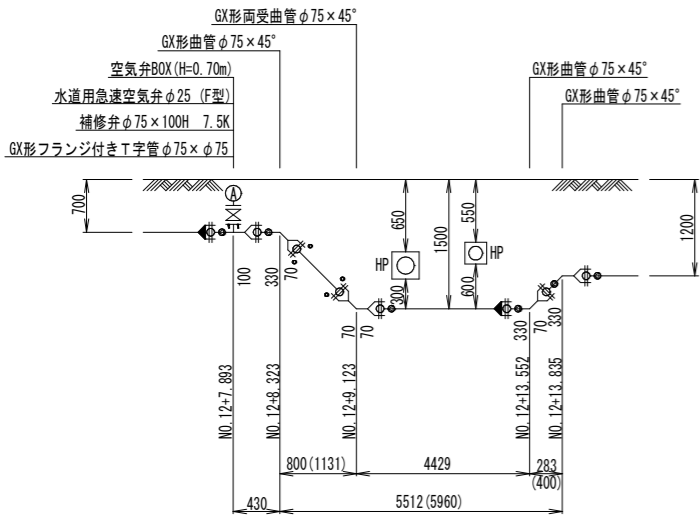 GX形両受曲管φ75×45°
GX形曲管φ75×45°
空気弁BOX(H=0.70m)
水道用急速空気弁φ25 (F型)
補修弁φ75×100H 7.5K
GX形フランジ付きT字管φ75×φ75
GX形曲管φ75×45°
GX形曲管φ75×45°
700
A
100
330
70
70
70
650
HP
300
1500
550
HP
600
330
70
330
1200
NO.12+7.893
NO.12+8.323
NO.12+9.123
NO.12+13.552
NO.12+13.835
800(1131)
4429
283
(400)
430
5512(5960)